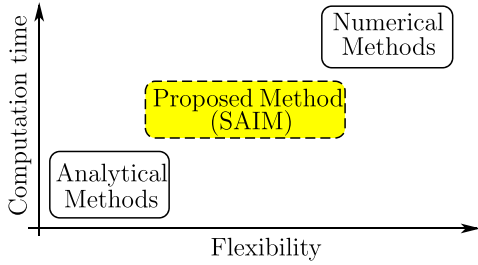 Numerical
Methods
Proposed Method
(SAIM)
Analytical
Methods
Computation time
Flexibility